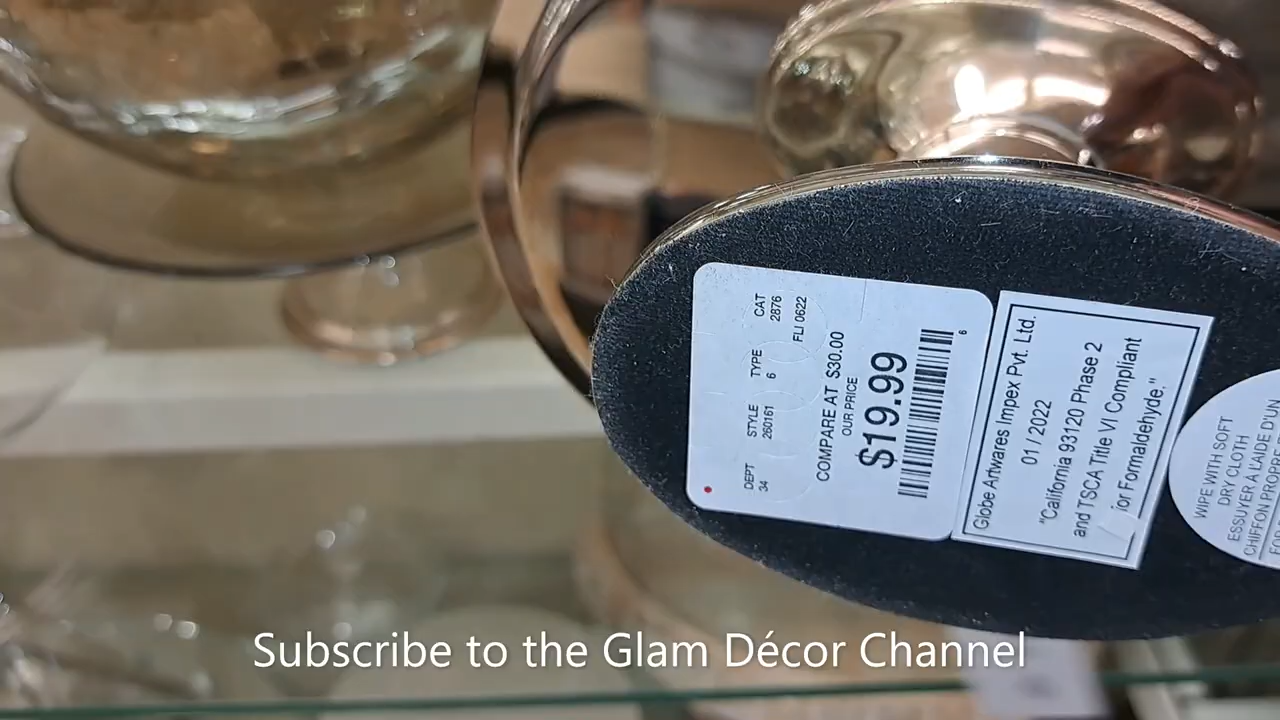 DEPT STYLE TYPE CAT
34 260161 6 2876
FLI 0622
COMPARE AT $30.00
OUR PRICE
$19.99
6
Globe Artwares Impex Pvt. Ltd.
01 / 2022
"California 93120 Phase 2
and TSCA Title VI Compliant
for Formaldehyde."
WIPE WITH SOFT
DRY CLOTH
ESSUYER À L'AIDE D'UN
CHIFFON PROPRE
FOR
Subscribe to the Glam Décor Channel